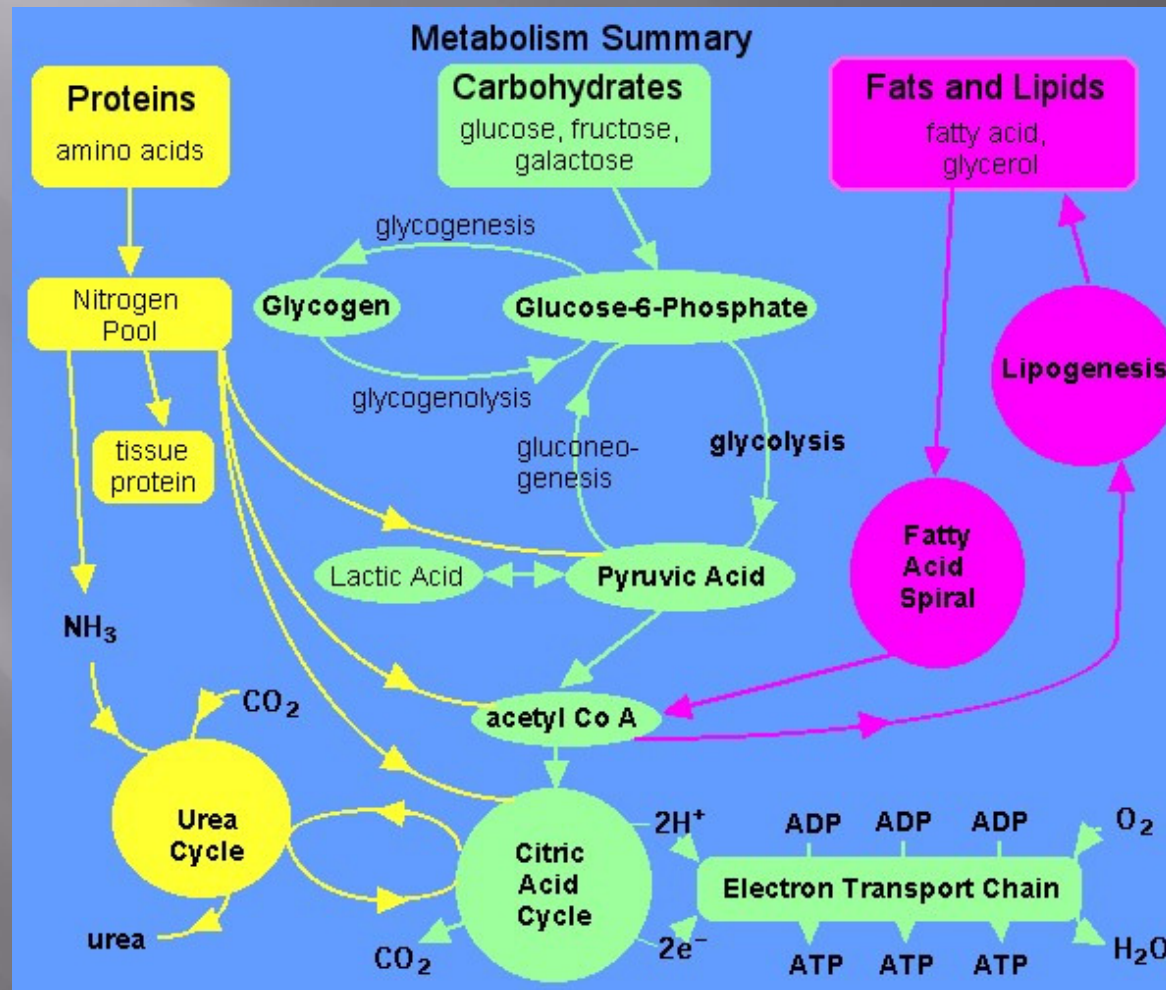 Metabolism Summary
Proteins
amino acids
Carbohydrates
glucose, fructose,
galactose
Fats and Lipids
fatty acid,
glycerol
glycogenesis
Nitrogen
Pool
Glycogen
Glucose-6-Phosphate
Lipogenesis
glycogenolysis
tissue
protein
gluconeo-
genesis
glycolysis
Fatty
Acid
Spiral
Lactic Acid
Pyruvic Acid
NH₃
CO₂
acetyl Co A
Urea
Cycle
Citric
Acid
Cycle
2H⁺
ADP ADP ADP
O₂
Electron Transport Chain
urea
CO₂
2e⁻
ATP ATP ATP
H₂O